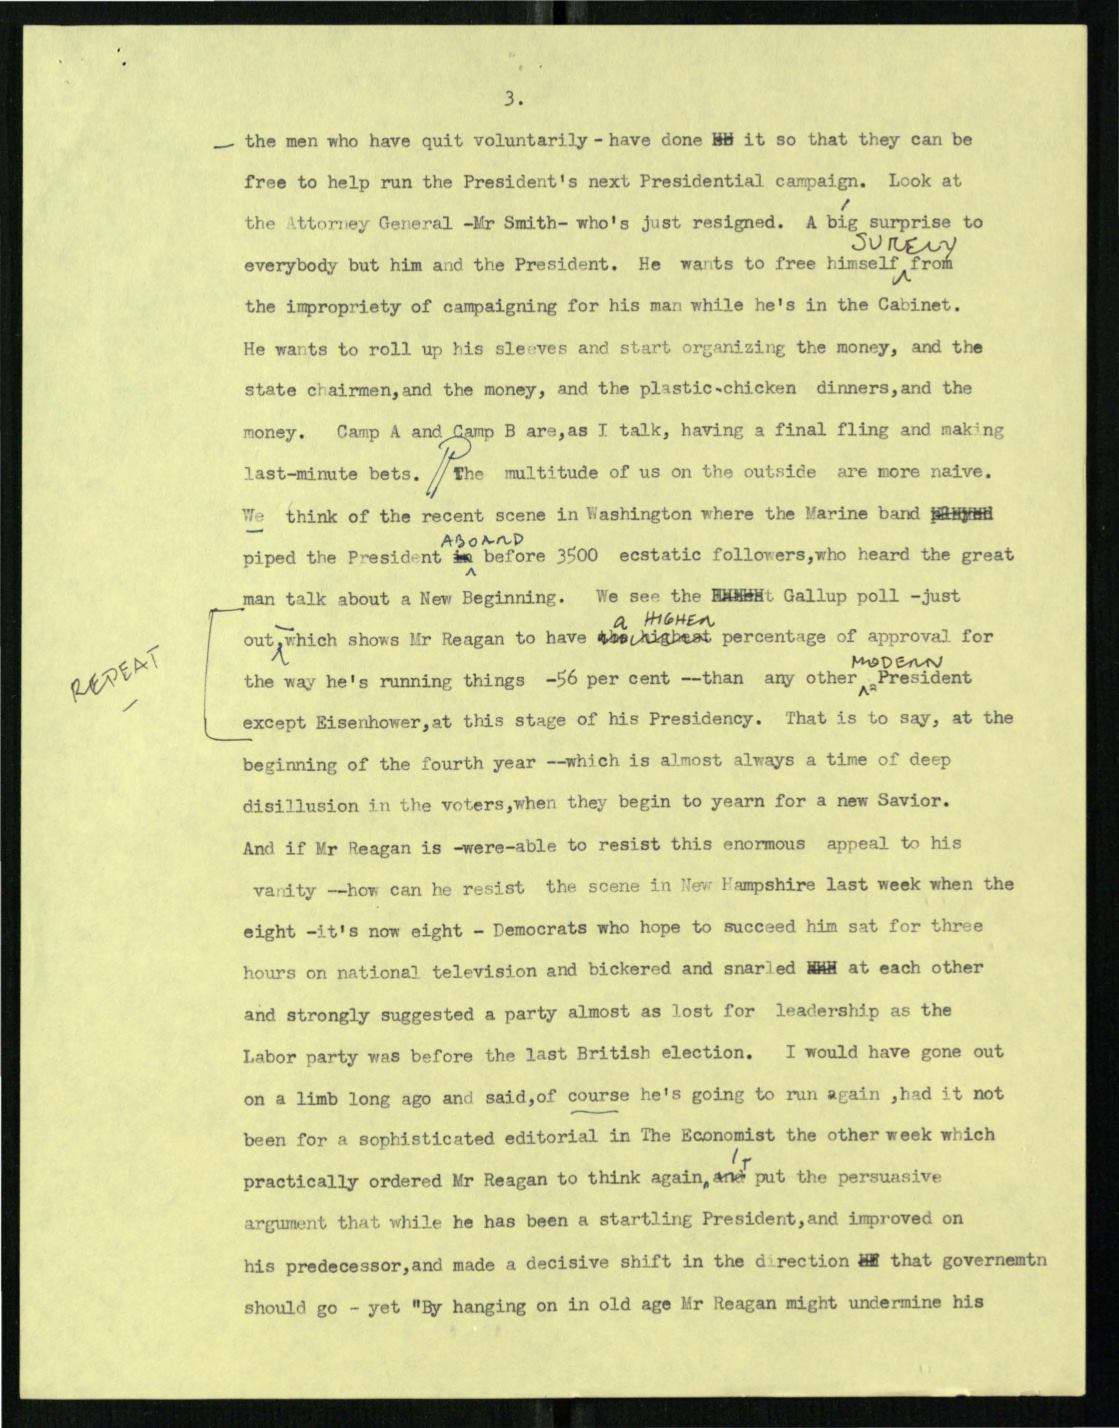 3.
the men who have quit voluntarily - have done it so that they can be
free to help run the President's next Presidential campaign. Look at
the Attorney General -Mr Smith- who's just resigned. A big surprise to
SURELY
everybody but him and the President. He wants to free himself from
the impropriety of campaigning for his man while he's in the Cabinet.
He wants to roll up his sleeves and start organizing the money, and the
state chairmen,and the money, and the plastic-chicken dinners,and the
money. Camp A and Camp B are,as I talk, having a final fling and making
last-minute bets. The multitude of us on the outside are more naive.
We think of the recent scene in Washington where the Marine band played
ABOARD
piped the President in before 3500 ecstatic followers,who heard the great
man talk about a New Beginning. We see the Gallup poll -just
a HIGHER
out,which shows Mr Reagan to have the highest percentage of approval for
MODERN
REPEAT
the way he's running things -56 per cent --than any other President
except Eisenhower,at this stage of his Presidency. That is to say, at the
beginning of the fourth year --which is almost always a time of deep
disillusion in the voters,when they begin to yearn for a new Savior.
And if Mr Reagan is -were-able to resist this enormous appeal to his
vanity --how can he resist the scene in New Hampshire last week when the
eight -it's now eight - Democrats who hope to succeed him sat for three
hours on national television and bickered and snarled at each other
and strongly suggested a party almost as lost for leadership as the
Labor party was before the last British election. I would have gone out
on a limb long ago and said,of course he's going to run again ,had it not
been for a sophisticated editorial in The Economist the other week which
IT
practically ordered Mr Reagan to think again, and put the persuasive
argument that while he has been a startling President,and improved on
his predecessor,and made a decisive shift in the direction that governemtn
should go - yet "By hanging on in old age Mr Reagan might undermine his